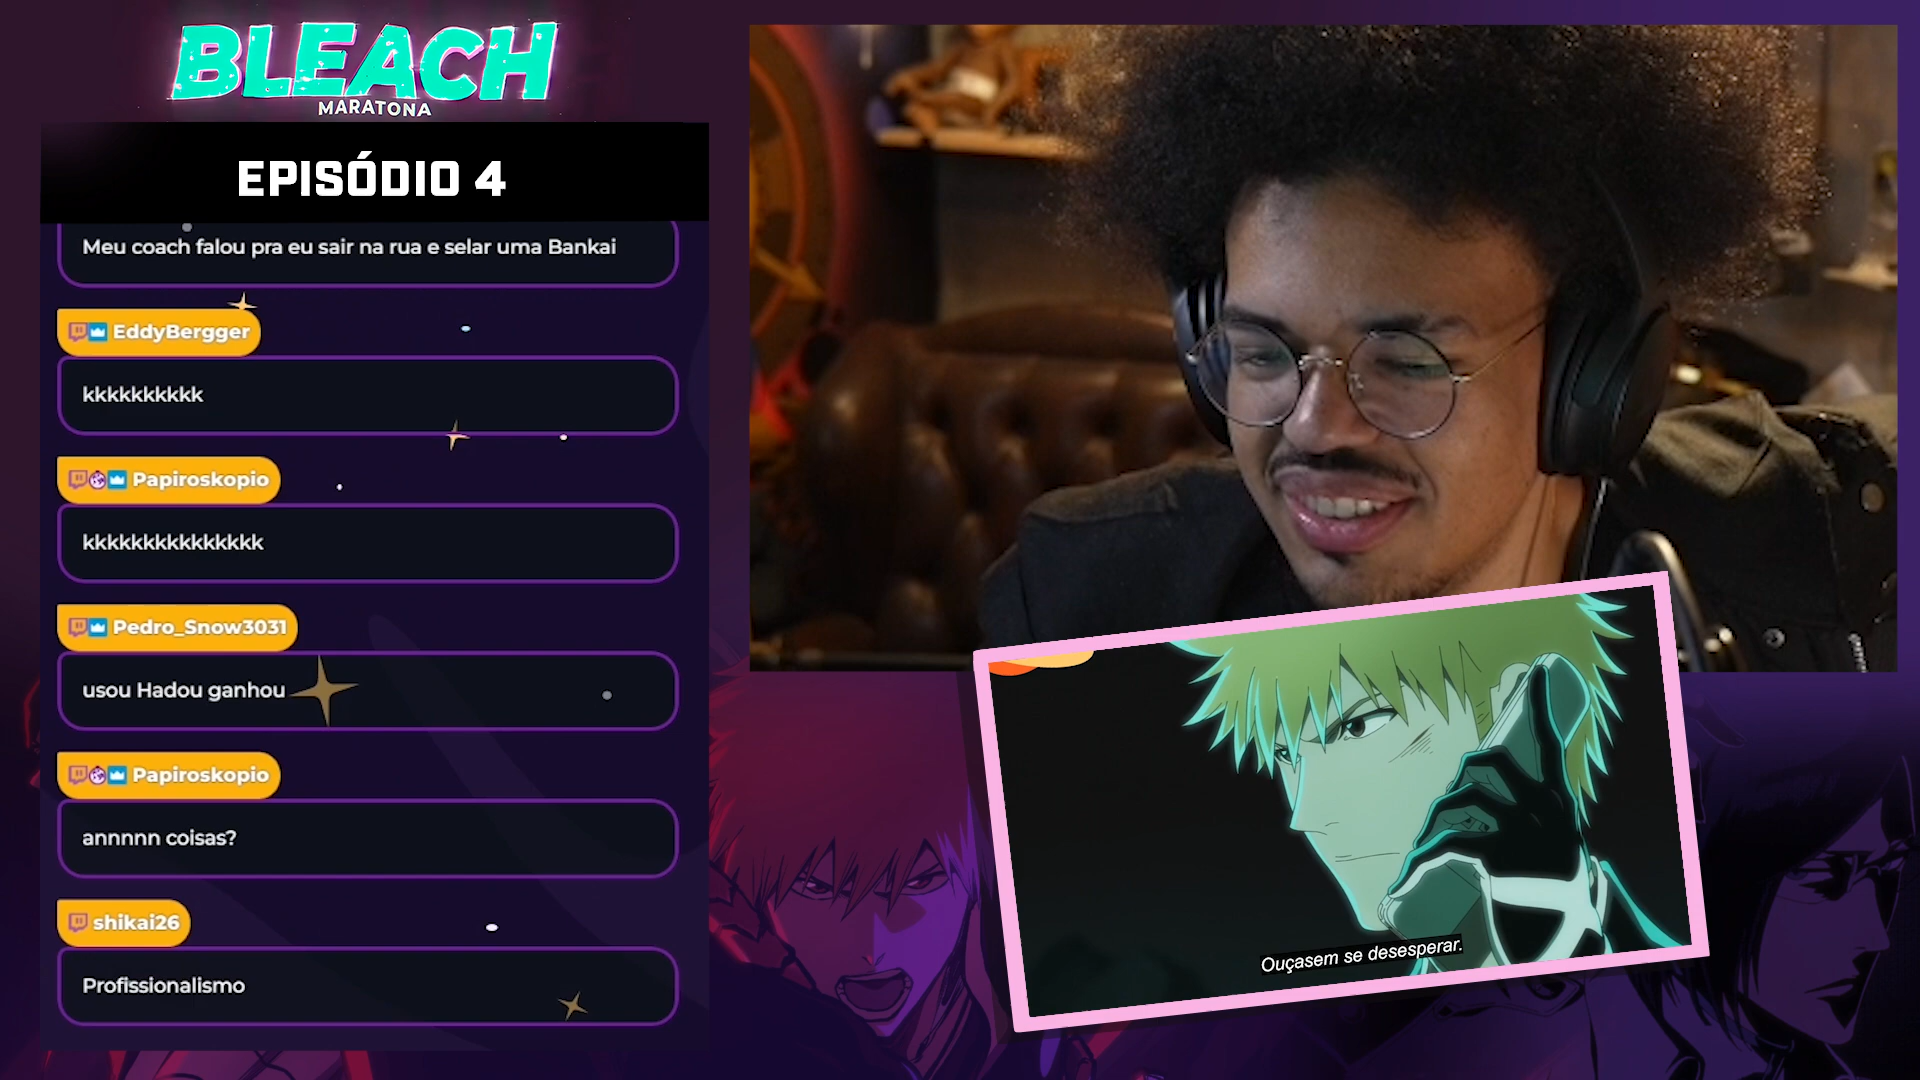 BLEACH
MARATONA
EPISÓDIO 4
Meu coach falou pra eu sair na rua e selar uma Bankai
EddyBergger
kkkkkkkkkk
Papiroskopio
kkkkkkkkkkkkkkk
Pedro_Snow3031
usou Hadou ganhou
Papiroskopio
annnnn coisas?
shikai26
Profissionalismo
Ouçasem se desesperar.